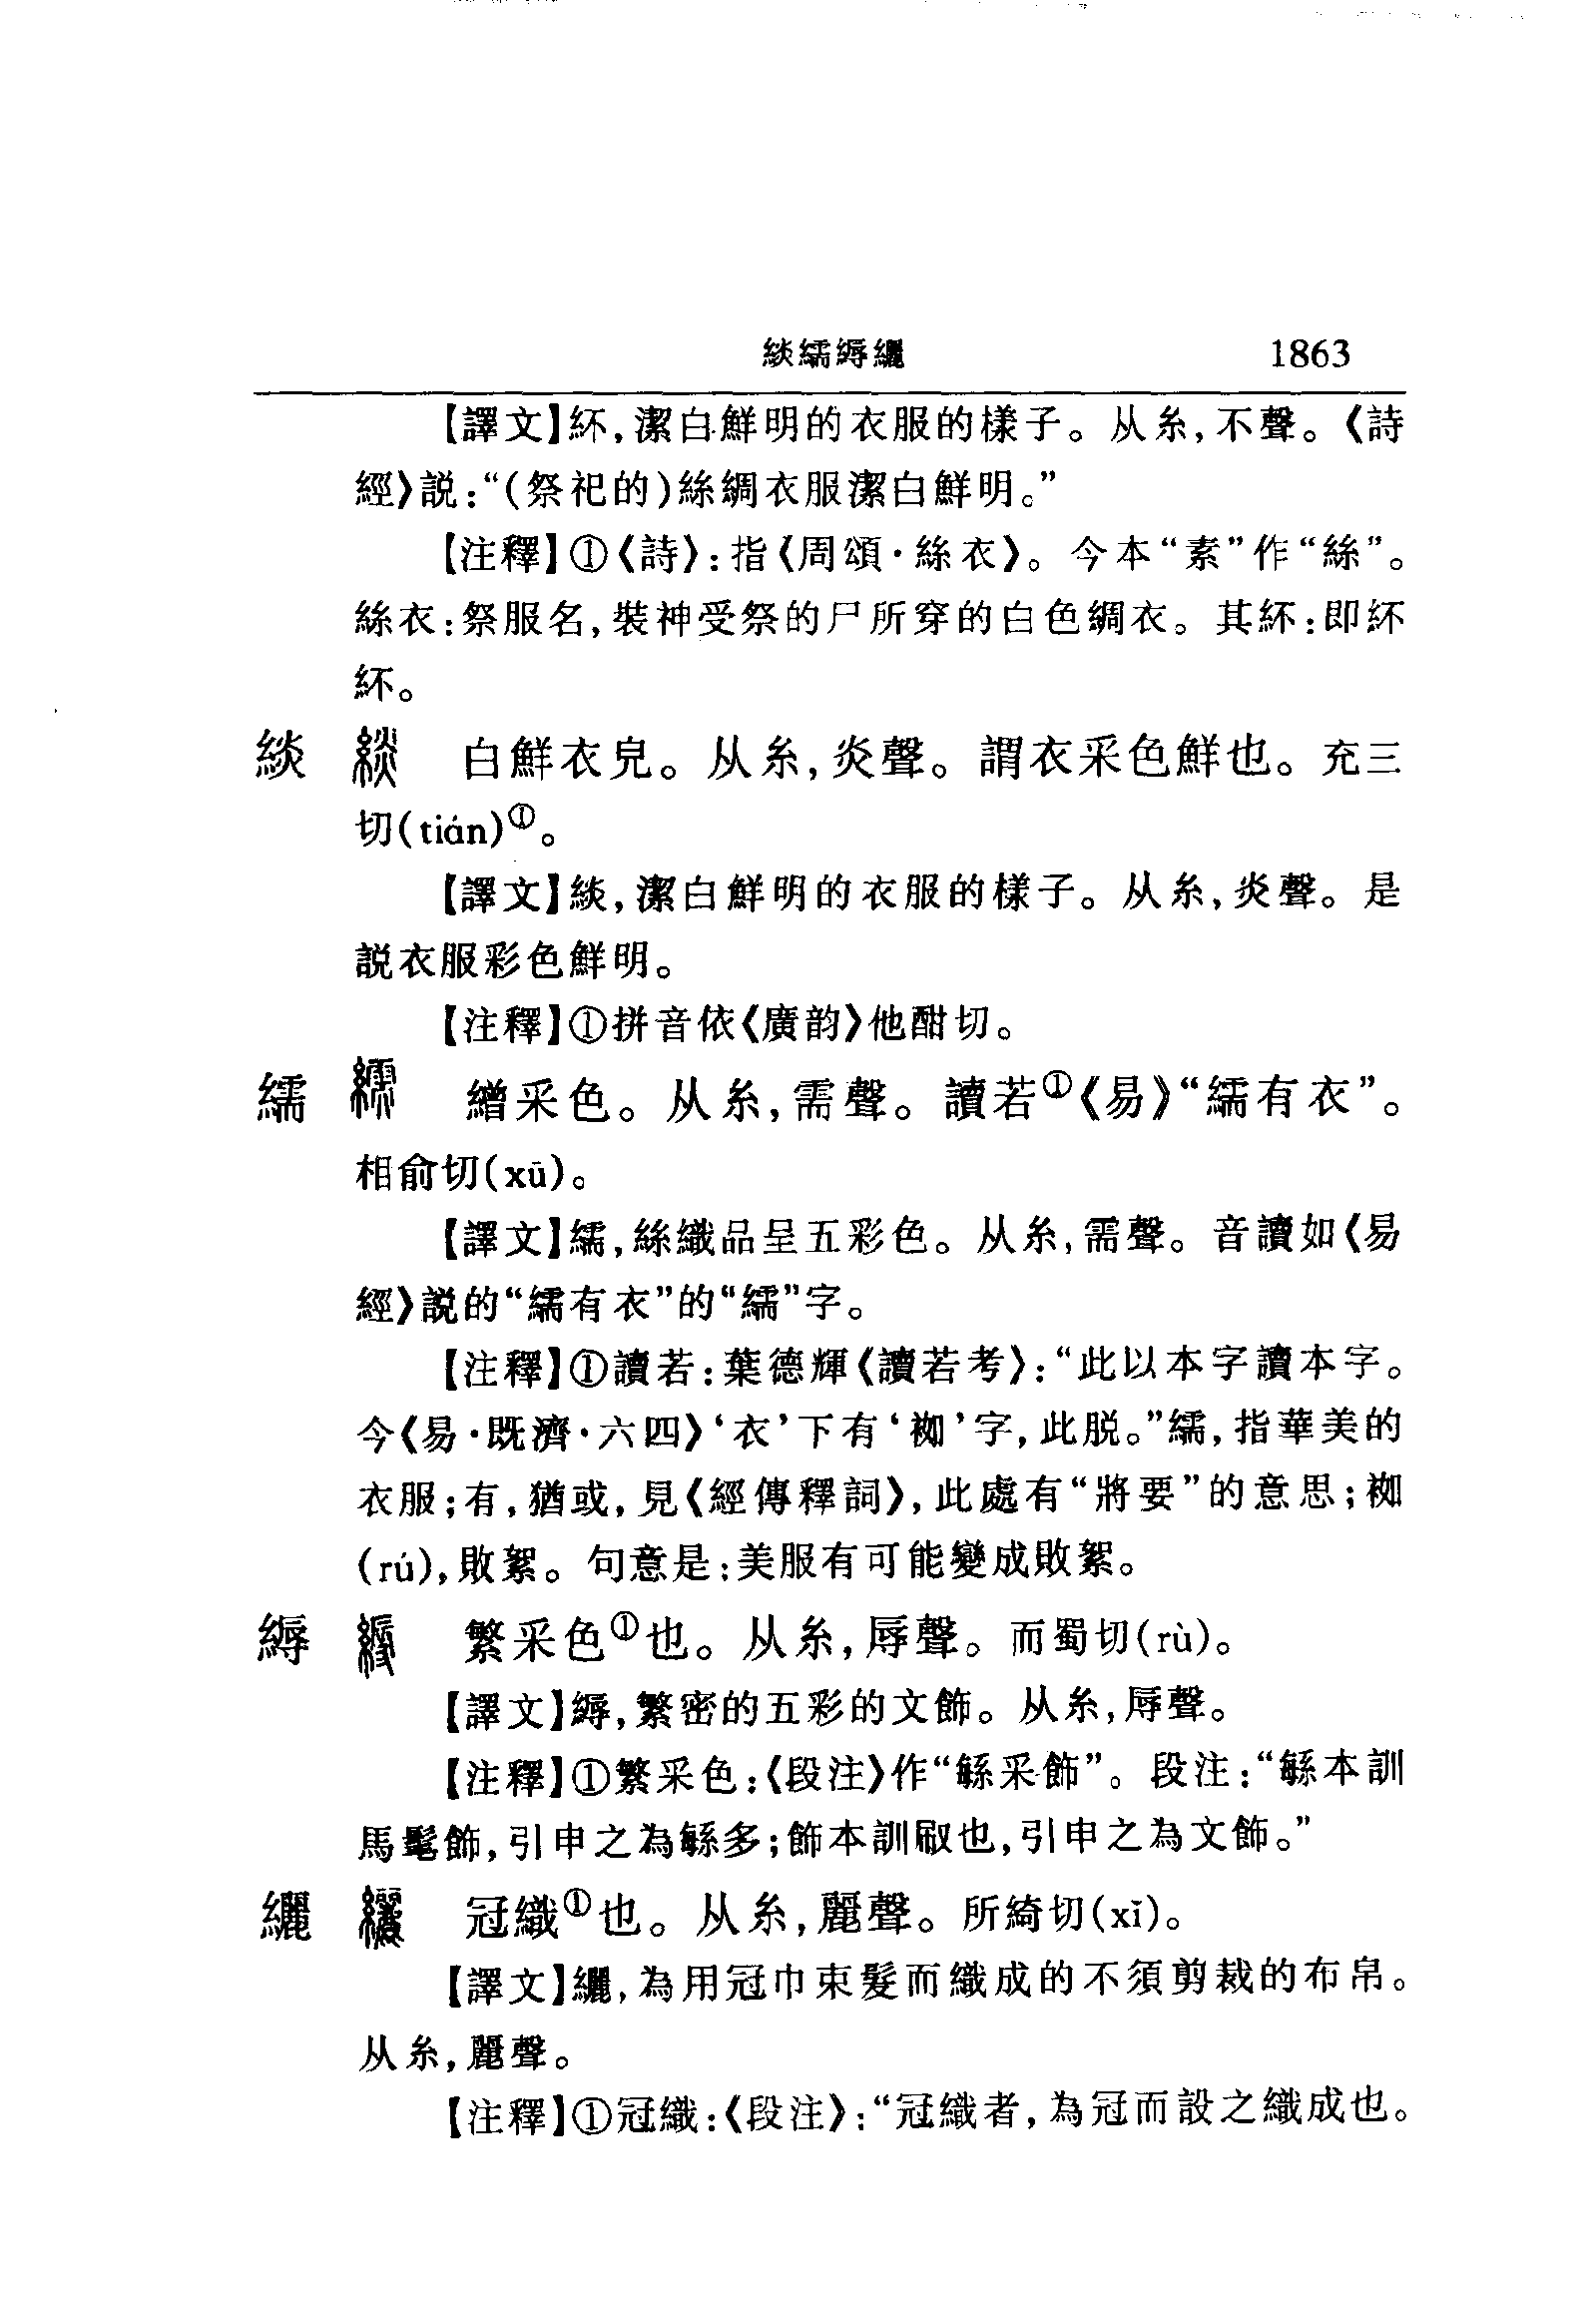 緂繻縟纚 1863
【譯文】紑,潔白鮮明的衣服的樣子。从糸,不聲。《詩
經》説:“(祭祀的)絲綢衣服潔白鮮明。”
【注釋】①《詩》:指《周頌·絲衣》。今本“素”作“絲”。
絲衣:祭服名,裝神受祭的尸所穿的白色綢衣。其紑:即紑
紑。
緂 緂 白鮮衣皃。从糸,炎聲。謂衣采色鮮也。充三
切(tián)①。
【譯文】緂,潔白鮮明的衣服的樣子。从糸,炎聲。是
説衣服彩色鮮明。
【注釋】①拼音依《廣韵》他酣切。
繻 繻 繒采色。从糸,需聲。讀若①《易》“繻有衣”。
相俞切(xū)。
【譯文】繻,絲織品呈五彩色。从糸,需聲。音讀如《易
經》説的“繻有衣”的“繻”字。
【注釋】①讀若:葉德輝《讀若考》:“此以本字讀本字。
今《易·既濟·六四》‘衣’下有‘袽’字,此脱。”繻,指華美的
衣服;有,猶或,見《經傳釋詞》,此處有“將要”的意思;袽
(rú),敗絮。句意是:美服有可能變成敗絮。
縟 縟 繁采色①也。从糸,辱聲。而蜀切(rù)。
【譯文】縟,繁密的五彩的文飾。从糸,辱聲。
【注釋】①繁采色:《段注》作“緐采飾”。段注:“緐本訓
馬髦飾,引申之為緐多;飾本訓㕞也,引申之為文飾。”
纚 纚 冠織①也。从糸,麗聲。所綺切(xǐ)。
【譯文】纚,為用冠巾束髮而織成的不須剪裁的布帛。
从糸,麗聲。
【注釋】①冠織:《段注》:“冠織者,為冠而設之織成也。